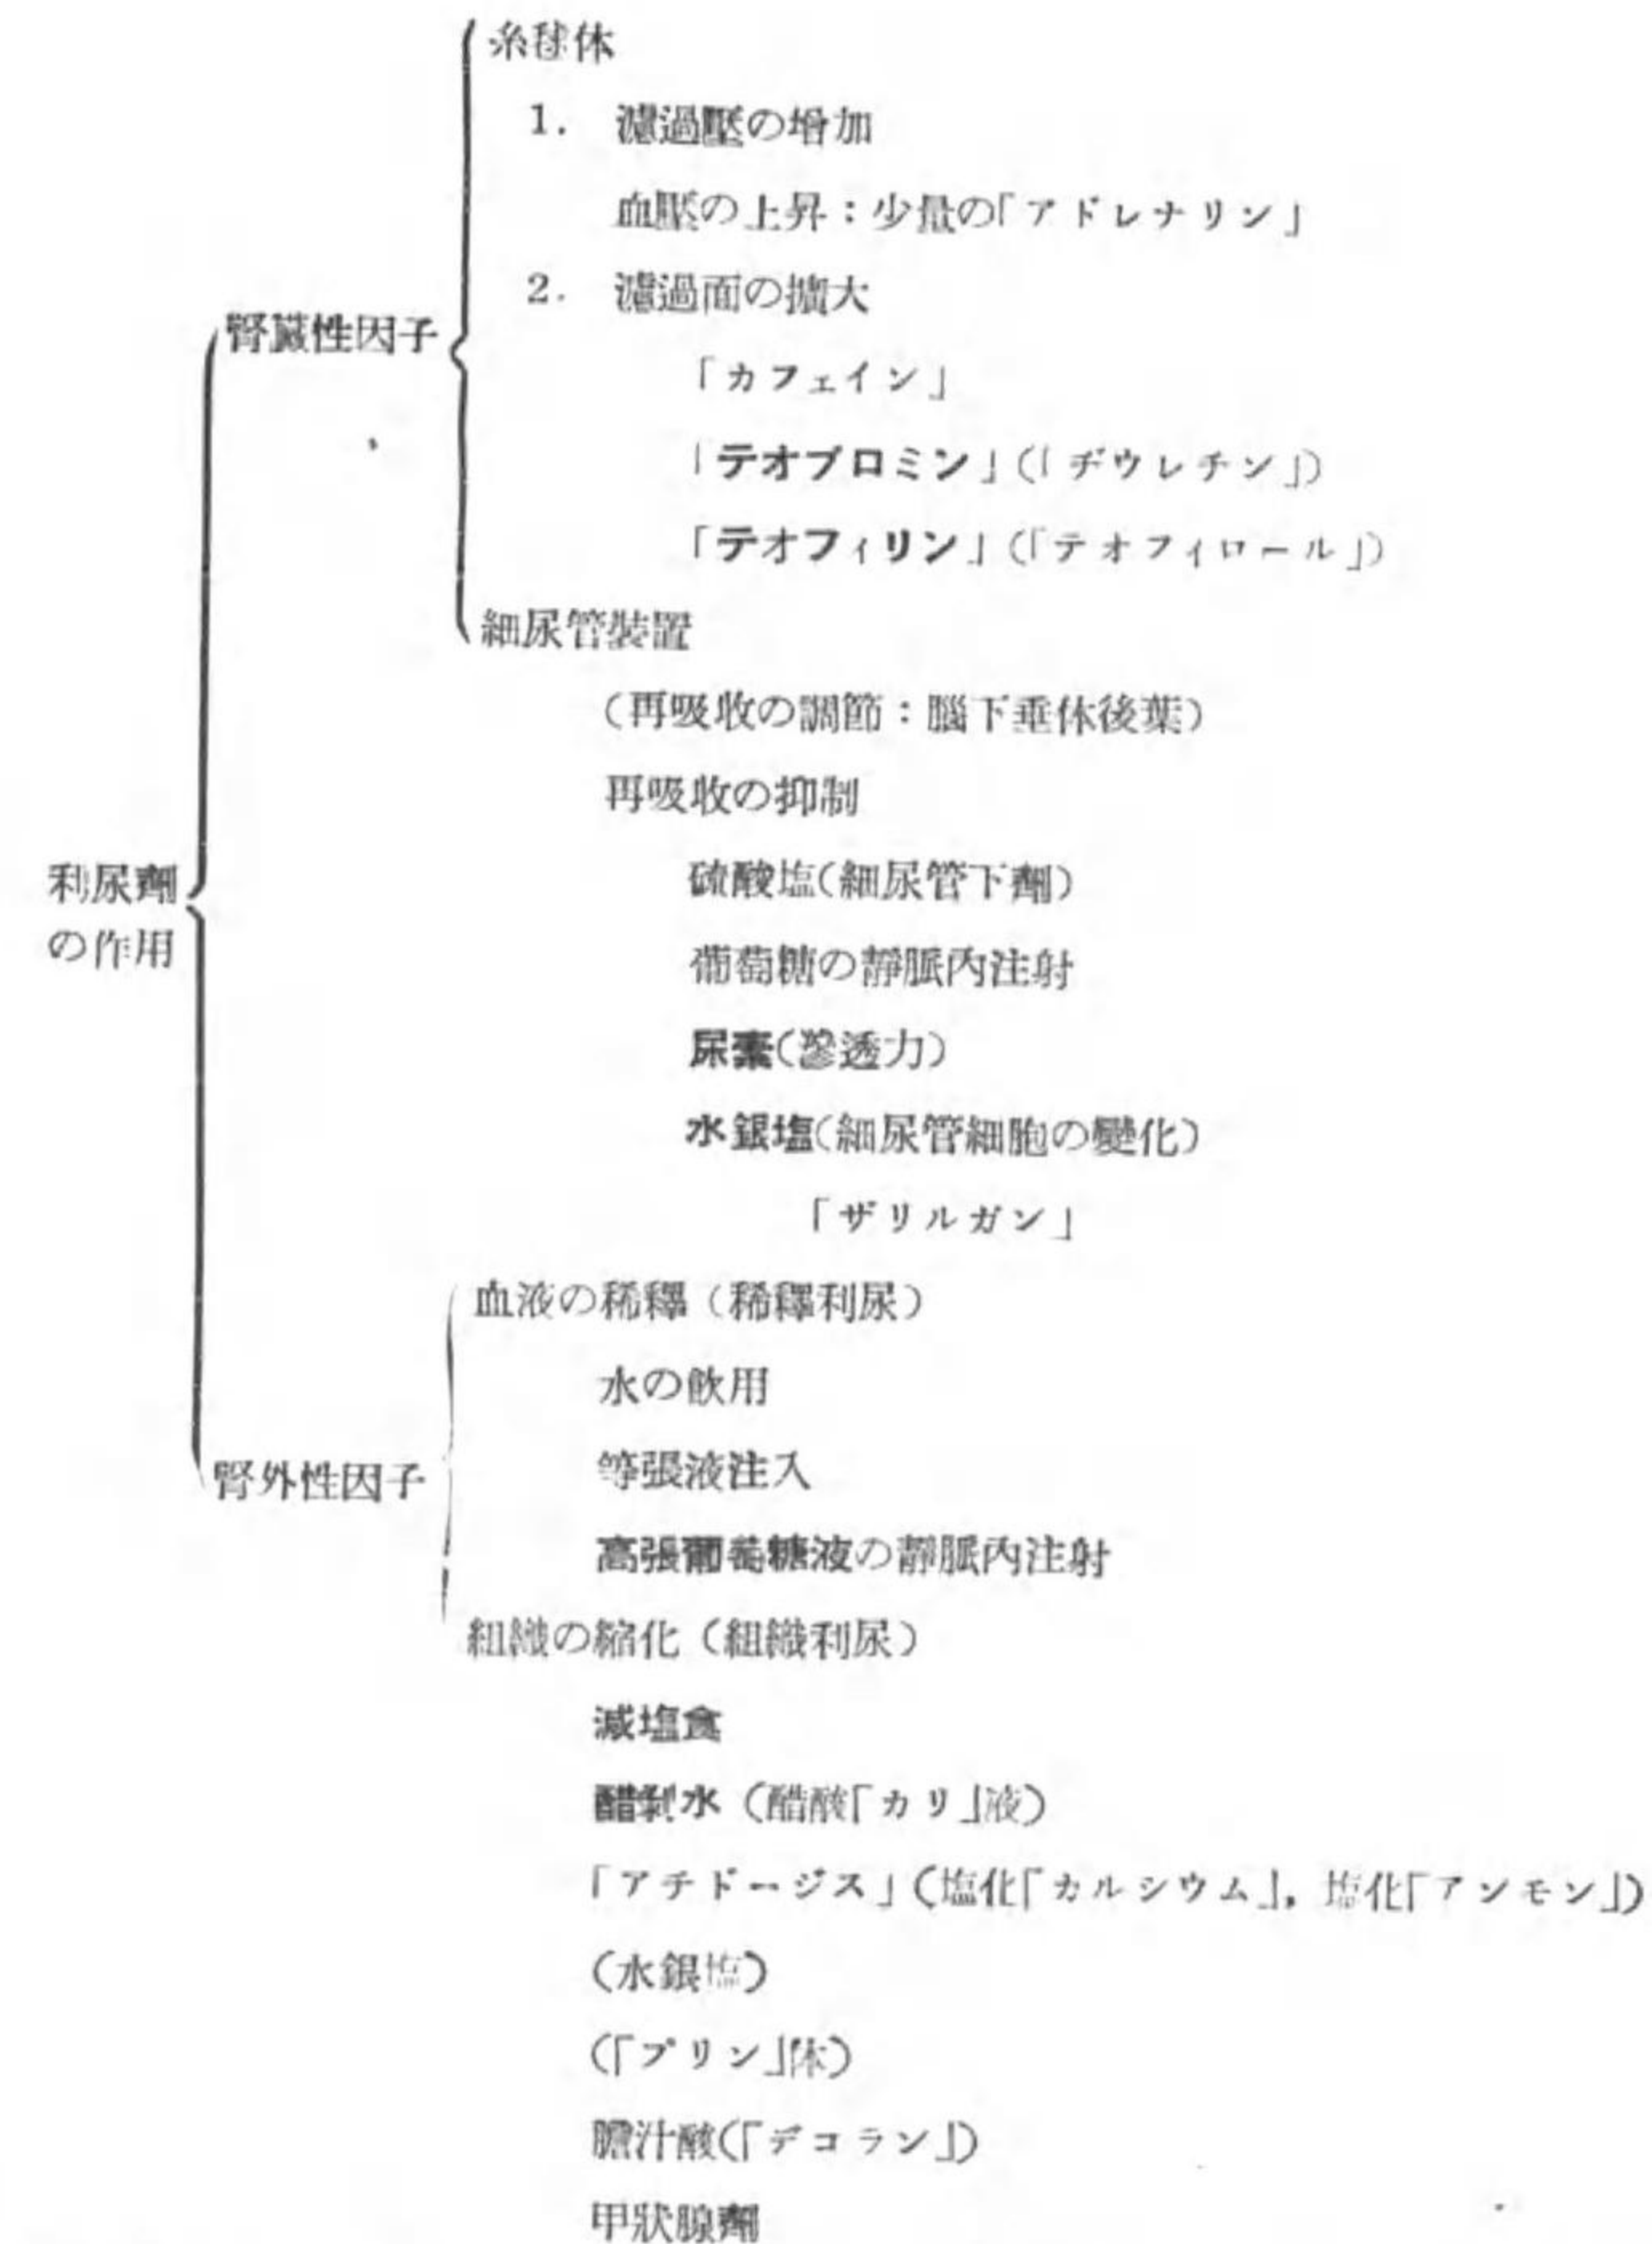 糸毬体
1. 濾過壓の増加
血壓の上昇：少量の「アドレナリン」
2. 濾過面の擴大
腎臓性因子
「カフェイン」
「テオブロミン」(「ヂウレチン」)
「テオフィリン」(「テオフィロール」)
細尿管裝置
(再吸收の調節：腦下垂体後葉)
再吸收の抑制
利尿劑
の作用
硫酸塩(細尿管下劑)
葡萄糖の靜脈內注射
尿素(滲透力)
水銀塩(細尿管細胞の變化)
「ザリルガン」
腎外性因子
血液の稀釋（稀釋利尿）
水の飮用
等張液注入
高張葡萄糖液の靜脈內注射
組織の縮化（組織利尿）
減塩食
醋剝水（醋酸「カリ」液）
「アチドージス」(塩化「カルシウム」, 塩化「アンモン」)
(水銀塩)
(「プリン」体)
膽汁酸(「デコラン」)
甲狀腺劑